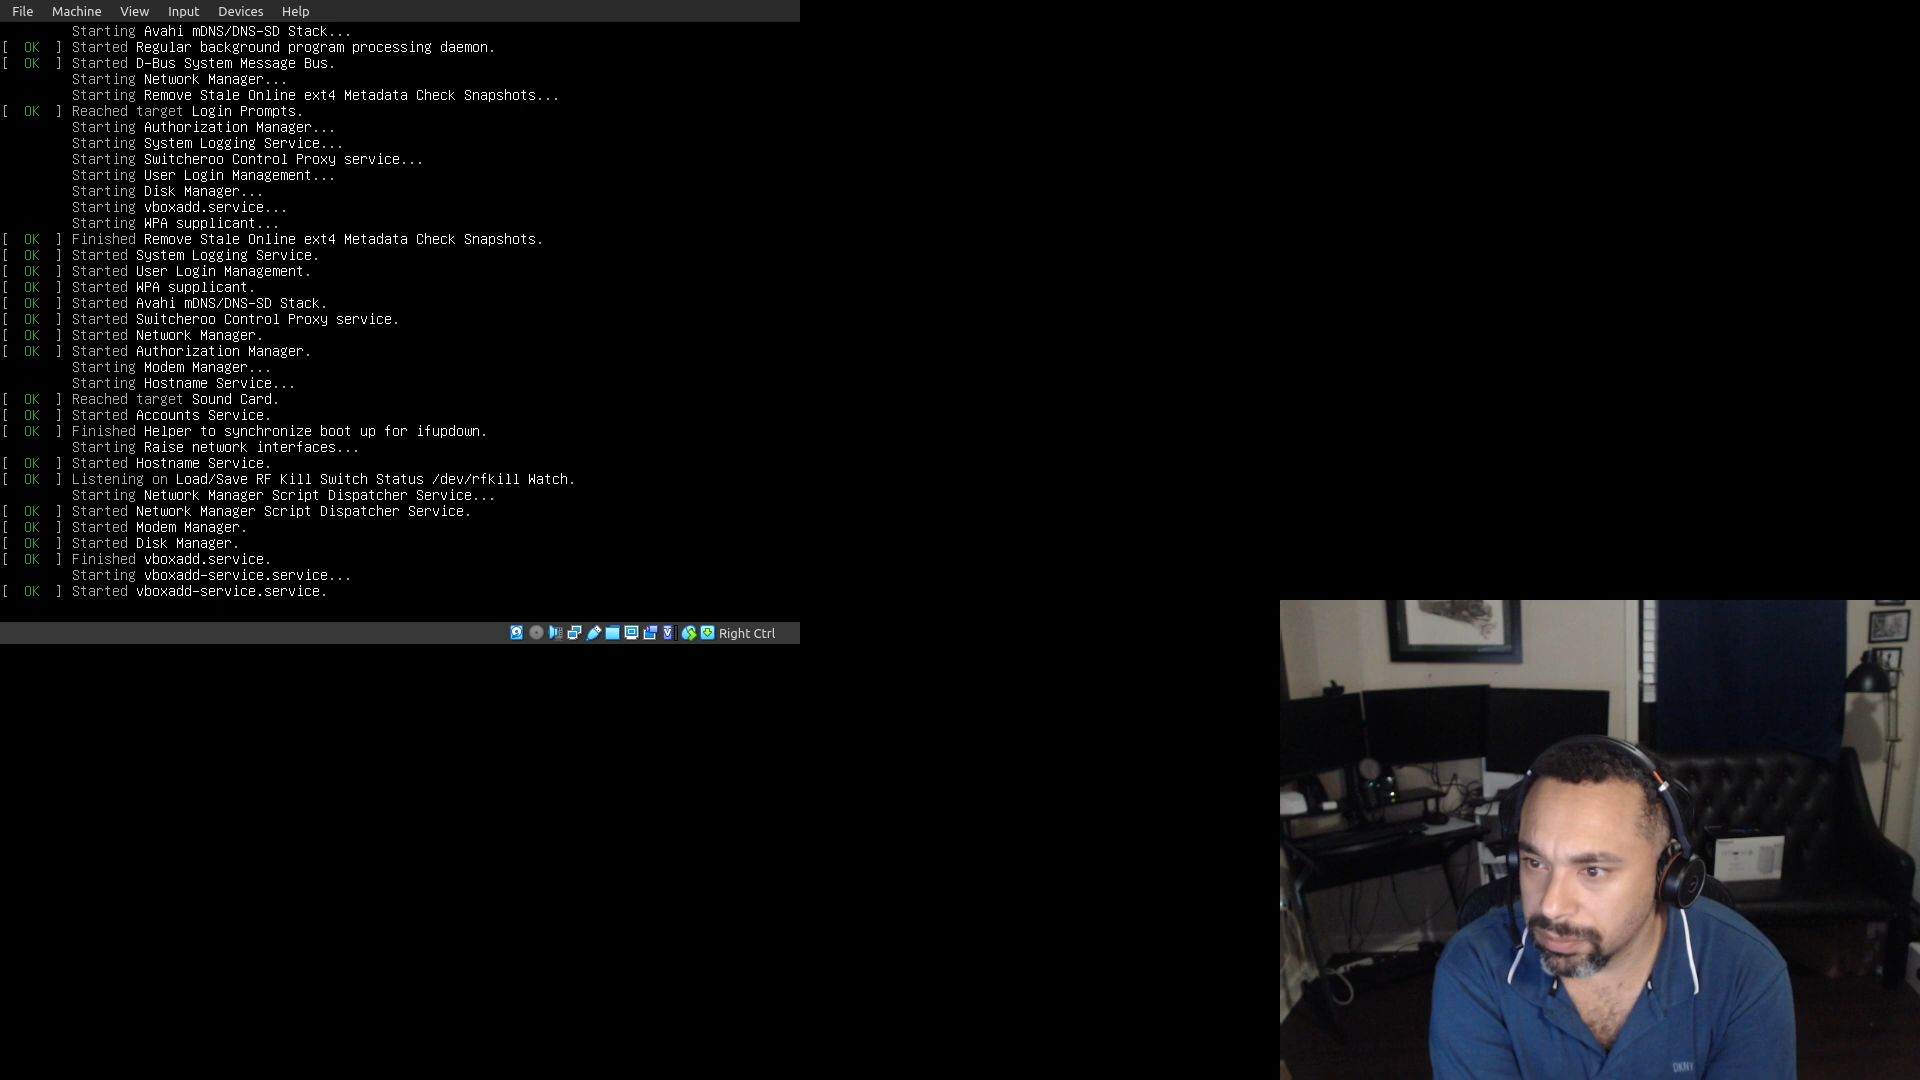 File Machine View Input Devices Help
Starting Avahi mDNS/DNS-SD Stack...
[  OK  ] Started Regular background program processing daemon.
[  OK  ] Started D-Bus System Message Bus.
Starting Network Manager...
Starting Remove Stale Online ext4 Metadata Check Snapshots...
[  OK  ] Reached target Login Prompts.
Starting Authorization Manager...
Starting System Logging Service...
Starting Switcheroo Control Proxy service...
Starting User Login Management...
Starting Disk Manager...
Starting vboxadd.service...
Starting WPA supplicant...
[  OK  ] Finished Remove Stale Online ext4 Metadata Check Snapshots.
[  OK  ] Started System Logging Service.
[  OK  ] Started User Login Management.
[  OK  ] Started WPA supplicant.
[  OK  ] Started Avahi mDNS/DNS-SD Stack.
[  OK  ] Started Switcheroo Control Proxy service.
[  OK  ] Started Network Manager.
[  OK  ] Started Authorization Manager.
Starting Modem Manager...
Starting Hostname Service...
[  OK  ] Reached target Sound Card.
[  OK  ] Started Accounts Service.
[  OK  ] Finished Helper to synchronize boot up for ifupdown.
Starting Raise network interfaces...
[  OK  ] Started Hostname Service.
[  OK  ] Listening on Load/Save RF Kill Switch Status /dev/rfkill Watch.
Starting Network Manager Script Dispatcher Service...
[  OK  ] Started Network Manager Script Dispatcher Service.
[  OK  ] Started Modem Manager.
[  OK  ] Started Disk Manager.
[  OK  ] Finished vboxadd.service.
Starting vboxadd-service.service...
[  OK  ] Started vboxadd-service.service.
Right Ctrl
DKNY